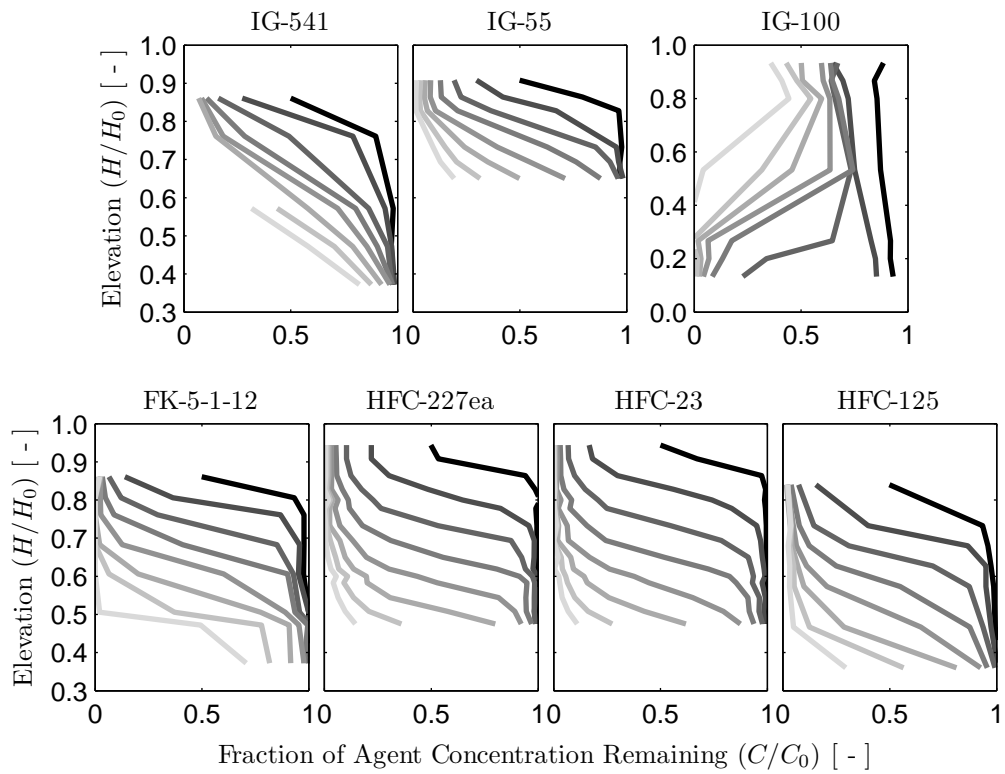 IG-541 IG-55 IG-100
1.0 1.0
0.9 0.8
0.8
0.7 0.6
0.6 0.4
0.5
0.4 0.2
0.3 0.0
Elevation (H/H0) [ - ]
0 0.5 10 0.5 1 0 0.5 1
FK-5-1-12 HFC-227ea HFC-23 HFC-125
1.0
0.9
0.8
0.7
0.6
0.5
0.4
0.3
Elevation (H/H0) [ - ]
0 0.5 10 0.5 10 0.5 10 0.5 1
Fraction of Agent Concentration Remaining (C/C0) [ - ]